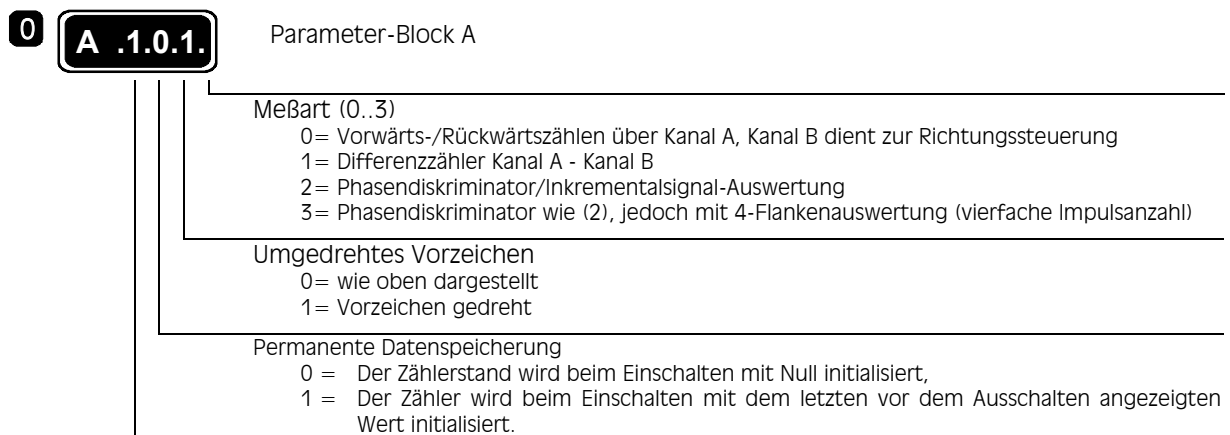 0 A .1.0.1. Parameter-Block A
Meßart (0..3)
0= Vorwärts-/Rückwärtszählen über Kanal A, Kanal B dient zur Richtungssteuerung
1= Differenzzähler Kanal A - Kanal B
2= Phasendiskriminator/Inkrementalsignal-Auswertung
3= Phasendiskriminator wie (2), jedoch mit 4-Flankenauswertung (vierfache Impulsanzahl)
Umgedrehtes Vorzeichen
0= wie oben dargestellt
1= Vorzeichen gedreht
Permanente Datenspeicherung
0 = Der Zählerstand wird beim Einschalten mit Null initialisiert,
1 = Der Zähler wird beim Einschalten mit dem letzten vor dem Ausschalten angezeigten
Wert initialisiert.